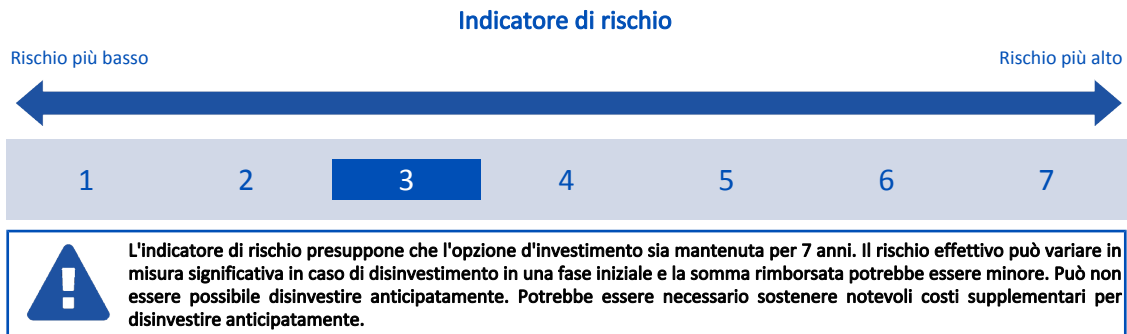 Indicatore di rischio
Rischio più basso Rischio più alto
1 2 3 4 5 6 7
L'indicatore di rischio presuppone che l'opzione d'investimento sia mantenuta per 7 anni. Il rischio effettivo può variare in
misura significativa in caso di disinvestimento in una fase iniziale e la somma rimborsata potrebbe essere minore. Può non
essere possibile disinvestire anticipatamente. Potrebbe essere necessario sostenere notevoli costi supplementari per
disinvestire anticipatamente.